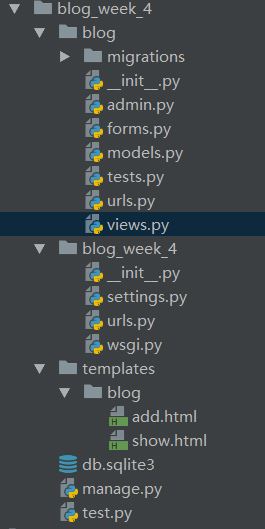 blog_week_4
blog
migrations
__init__.py
admin.py
forms.py
models.py
tests.py
urls.py
views.py
blog_week_4
__init__.py
settings.py
urls.py
wsgi.py
templates
blog
add.html
show.html
db.sqlite3
manage.py
test.py